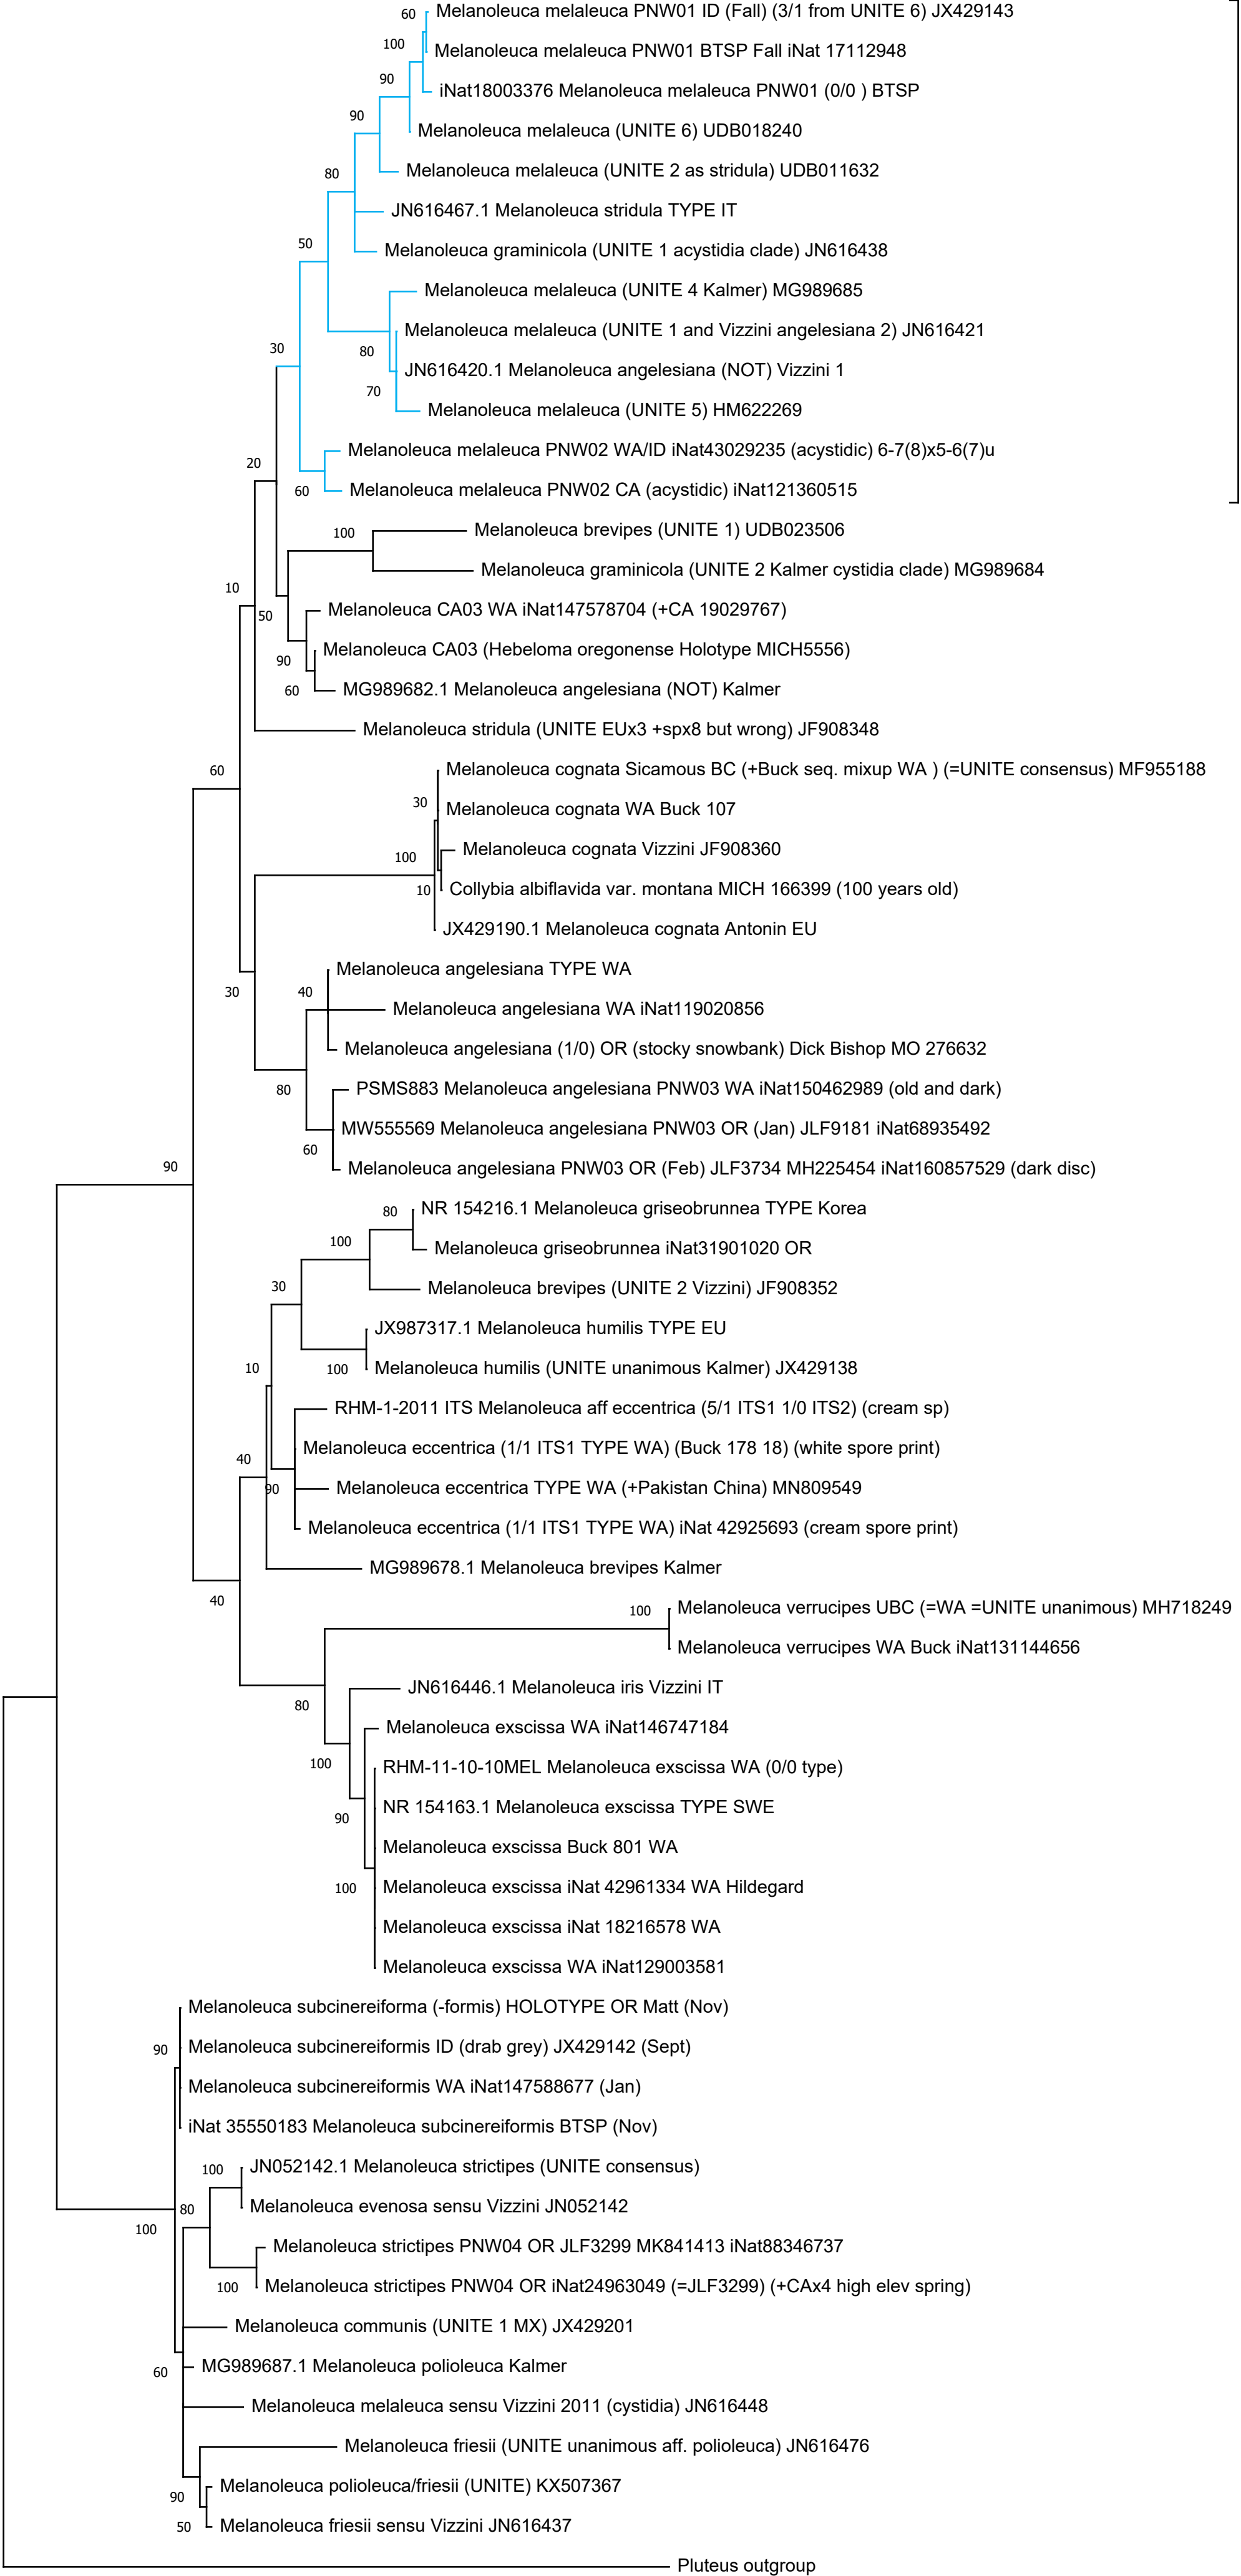 Melanoleuca melaleuca PNW01 ID (Fall) (3/1 from UNITE 6) JX429143
60
100
Melanoleuca melaleuca PNW01 BTSP Fall iNat 17112948
90
iNat18003376 Melanoleuca melaleuca PNW01 (0/0 ) BTSP
90
Melanoleuca melaleuca (UNITE 6) UDB018240
80
Melanoleuca melaleuca (UNITE 2 as stridula) UDB011632
JN616467.1 Melanoleuca stridula TYPE IT
50
Melanoleuca graminicola (UNITE 1 acystidia clade) JN616438
Melanoleuca melaleuca (UNITE 4 Kalmer) MG989685
Melanoleuca melaleuca (UNITE 1 and Vizzini angelesiana 2) JN616421
30
80
JN616420.1 Melanoleuca angelesiana (NOT) Vizzini 1
70
Melanoleuca melaleuca (UNITE 5) HM622269
Melanoleuca melaleuca PNW02 WA/ID iNat43029235 (acystidic) 6-7(8)x5-6(7)u
20
60
Melanoleuca melaleuca PNW02 CA (acystidic) iNat121360515
100
Melanoleuca brevipes (UNITE 1) UDB023506
Melanoleuca graminicola (UNITE 2 Kalmer cystidia clade) MG989684
10
50
Melanoleuca CA03 WA iNat147578704 (+CA 19029767)
Melanoleuca CA03 (Hebeloma oregonense Holotype MICH5556)
90
60
MG989682.1 Melanoleuca angelesiana (NOT) Kalmer
Melanoleuca stridula (UNITE EUx3 +spx8 but wrong) JF908348
60
Melanoleuca cognata Sicamous BC (+Buck seq. mixup WA ) (=UNITE consensus) MF955188
30
Melanoleuca cognata WA Buck 107
100
Melanoleuca cognata Vizzini JF908360
10
Collybia albiflavida var. montana MICH 166399 (100 years old)
JX429190.1 Melanoleuca cognata Antonin EU
Melanoleuca angelesiana TYPE WA
30
40
Melanoleuca angelesiana WA iNat119020856
Melanoleuca angelesiana (1/0) OR (stocky snowbank) Dick Bishop MO 276632
80
PSMS883 Melanoleuca angelesiana PNW03 WA iNat150462989 (old and dark)
MW555569 Melanoleuca angelesiana PNW03 OR (Jan) JLF9181 iNat68935492
60
90
Melanoleuca angelesiana PNW03 OR (Feb) JLF3734 MH225454 iNat160857529 (dark disc)
80
NR 154216.1 Melanoleuca griseobrunnea TYPE Korea
100
Melanoleuca griseobrunnea iNat31901020 OR
30
Melanoleuca brevipes (UNITE 2 Vizzini) JF908352
JX987317.1 Melanoleuca humilis TYPE EU
10
100
Melanoleuca humilis (UNITE unanimous Kalmer) JX429138
RHM-1-2011 ITS Melanoleuca aff eccentrica (5/1 ITS1 1/0 ITS2) (cream sp)
Melanoleuca eccentrica (1/1 ITS1 TYPE WA) (Buck 178 18) (white spore print)
40
90
Melanoleuca eccentrica TYPE WA (+Pakistan China) MN809549
Melanoleuca eccentrica (1/1 ITS1 TYPE WA) iNat 42925693 (cream spore print)
MG989678.1 Melanoleuca brevipes Kalmer
40
100
Melanoleuca verrucipes UBC (=WA =UNITE unanimous) MH718249
Melanoleuca verrucipes WA Buck iNat131144656
80
JN616446.1 Melanoleuca iris Vizzini IT
Melanoleuca exscissa WA iNat146747184
100
RHM-11-10-10MEL Melanoleuca exscissa WA (0/0 type)
90
NR 154163.1 Melanoleuca exscissa TYPE SWE
Melanoleuca exscissa Buck 801 WA
100
Melanoleuca exscissa iNat 42961334 WA Hildegard
Melanoleuca exscissa iNat 18216578 WA
Melanoleuca exscissa WA iNat129003581
Melanoleuca subcinereiforma (-formis) HOLOTYPE OR Matt (Nov)
90
Melanoleuca subcinereiformis ID (drab grey) JX429142 (Sept)
Melanoleuca subcinereiformis WA iNat147588677 (Jan)
iNat 35550183 Melanoleuca subcinereiformis BTSP (Nov)
100
JN052142.1 Melanoleuca strictipes (UNITE consensus)
80
Melanoleuca evenosa sensu Vizzini JN052142
100
Melanoleuca strictipes PNW04 OR JLF3299 MK841413 iNat88346737
100
Melanoleuca strictipes PNW04 OR iNat24963049 (=JLF3299) (+CAx4 high elev spring)
Melanoleuca communis (UNITE 1 MX) JX429201
60
MG989687.1 Melanoleuca polioleuca Kalmer
Melanoleuca melaleuca sensu Vizzini 2011 (cystidia) JN616448
Melanoleuca friesii (UNITE unanimous aff. polioleuca) JN616476
90
Melanoleuca polioleuca/friesii (UNITE) KX507367
50
Melanoleuca friesii sensu Vizzini JN616437
Pluteus outgroup